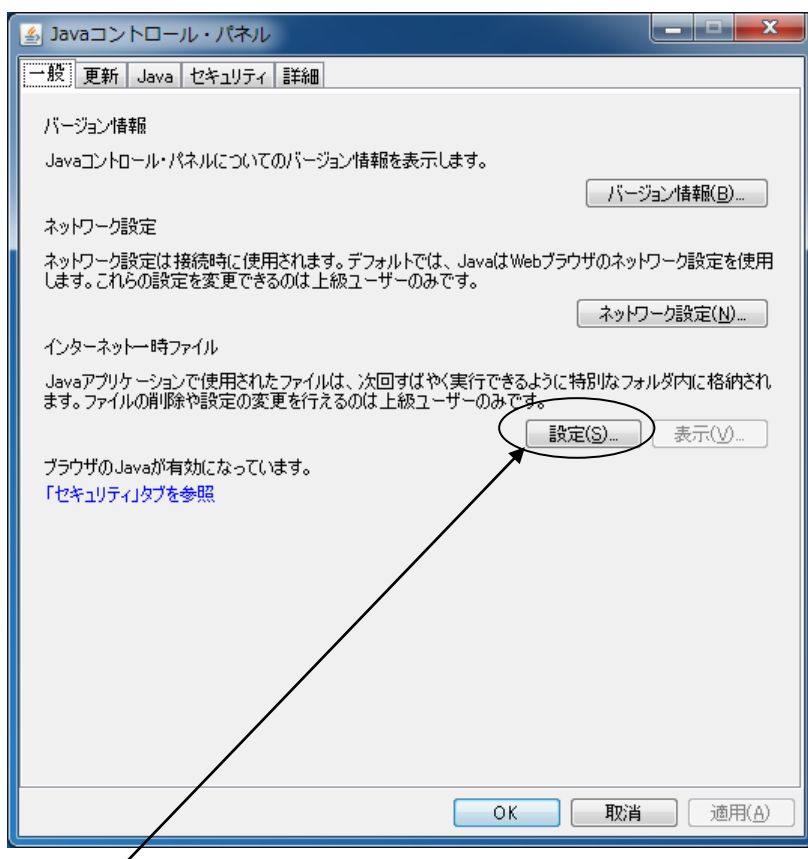 Javaコントロール・パネル
一般 更新 Java セキュリティ 詳細
バージョン情報
Javaコントロール・パネルについてのバージョン情報を表示します。
バージョン情報(B)...
ネットワーク設定
ネットワーク設定は接続時に使用されます。デフォルトでは、JavaはWebブラウザのネットワーク設定を使用
します。これらの設定を変更できるのは上級ユーザーのみです。
ネットワーク設定(N)...
インターネット一時ファイル
Javaアプリケーションで使用されたファイルは、次回すばやく実行できるように特別なフォルダ内に格納され
ます。ファイルの削除や設定の変更を行えるのは上級ユーザーのみです。
設定(S)... 表示(V)...
ブラウザのJavaが有効になっています。
「セキュリティ」タブを参照
OK 取消 適用(A)